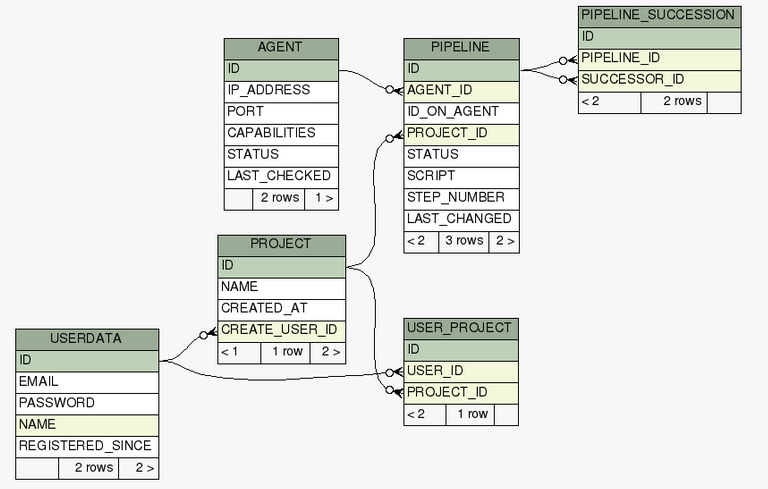 PIPELINE_SUCCESSION
ID
PIPELINE_ID
SUCCESSOR_ID
< 2 2 rows
AGENT
ID
IP_ADDRESS
PORT
CAPABILITIES
STATUS
LAST_CHECKED
2 rows 1 >
PIPELINE
ID
AGENT_ID
ID_ON_AGENT
PROJECT_ID
STATUS
SCRIPT
STEP_NUMBER
LAST_CHANGED
< 2 3 rows 2 >
PROJECT
ID
NAME
CREATED_AT
CREATE_USER_ID
< 1 1 row 2 >
USERDATA
ID
EMAIL
PASSWORD
NAME
REGISTERED_SINCE
2 rows 2 >
USER_PROJECT
ID
USER_ID
PROJECT_ID
< 2 1 row